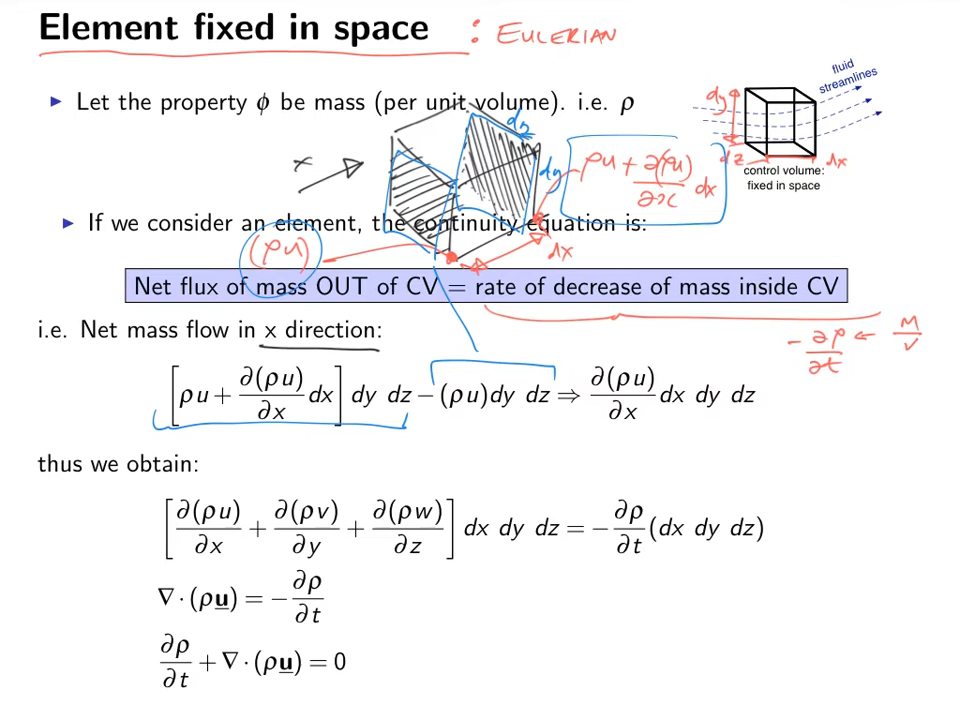 Element fixed in space : EULERIAN
▸ Let the property ϕ be mass (per unit volume). i.e. ρ
fluid streamlines
dy
dz
dx
control volume:
fixed in space
x
dz
dy
ρu + ∂(ρu)/∂x dx
▸ If we consider an element, the continuity equation is:
(ρu)
dx
Net flux of mass OUT of CV = rate of decrease of mass inside CV
i.e. Net mass flow in x direction:
- ∂ρ/∂t ← M/V
[ρu + ∂(ρu)/∂x dx] dy dz − (ρu)dy dz ⇒ ∂(ρu)/∂x dx dy dz
thus we obtain:
[∂(ρu)/∂x + ∂(ρv)/∂y + ∂(ρw)/∂z] dx dy dz = −∂ρ/∂t (dx dy dz)
∇·(ρu) = −∂ρ/∂t
∂ρ/∂t + ∇·(ρu) = 0